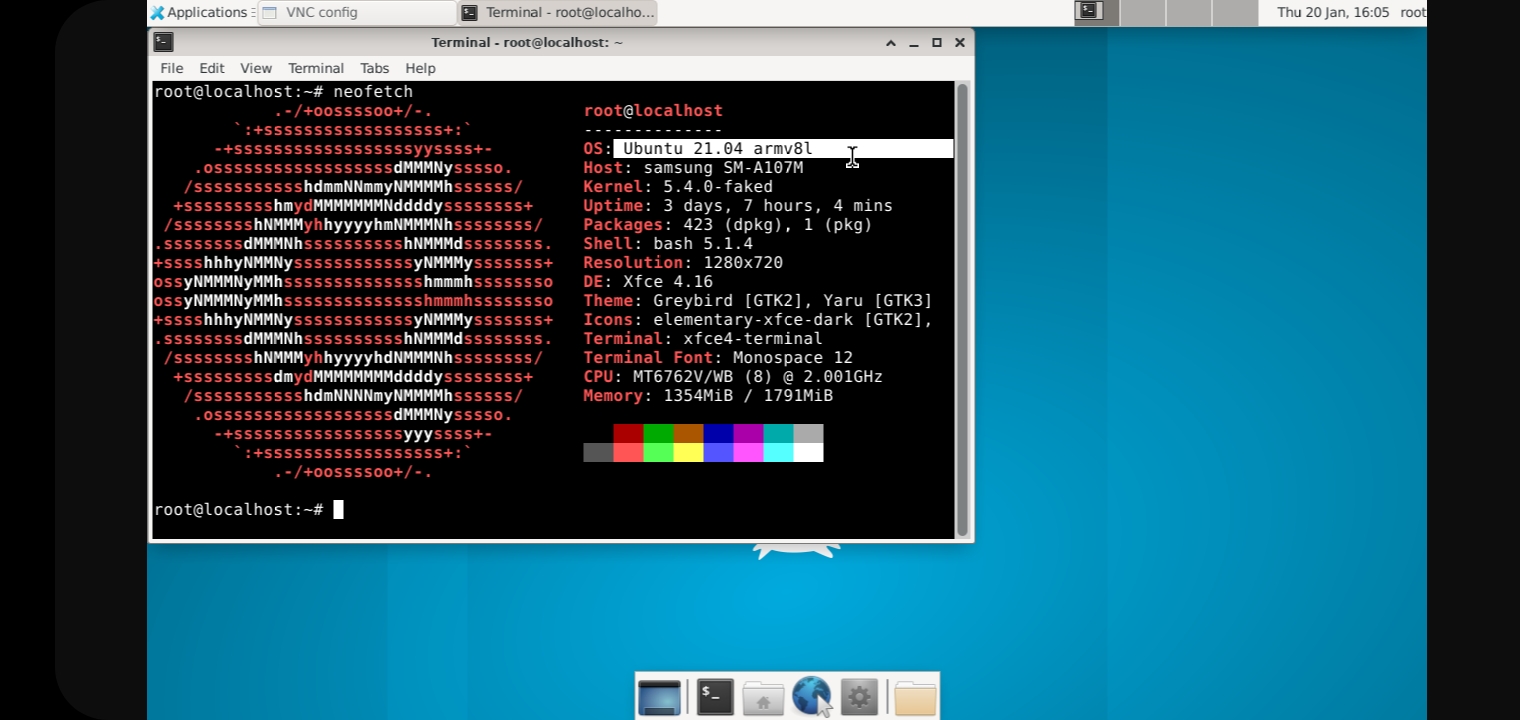 Applications
VNC config
Terminal - root@localho...
Thu 20 Jan, 16:05
root
Terminal - root@localhost: ~
File Edit View Terminal Tabs Help
root@localhost:~# neofetch
.-/+oossssoo+/-. root@localhost
`:+ssssssssssssssssss+:` --------------
-+ssssssssssssssssssyyssss+- OS: Ubuntu 21.04 armv8l
.ossssssssssssssssssdMMMNysssso. Host: samsung SM-A107M
/ssssssssssshdmmNNmmyNMMMMhssssss/ Kernel: 5.4.0-faked
+ssssssssshmydMMMMMMMNddddyssssssss+ Uptime: 3 days, 7 hours, 4 mins
/sssssssshNMMMyhhyyyyhmNMMMNhssssssss/ Packages: 423 (dpkg), 1 (pkg)
.ssssssssdMMMNhsssssssssshNMMMdssssssss. Shell: bash 5.1.4
+sssshhhyNMMNyssssssssssssyNMMMysssssss+ Resolution: 1280x720
ossyNMMMNyMMhsssssssssssssshmmmhssssssso DE: Xfce 4.16
ossyNMMMNyMMhsssssssssssssshmmmhssssssso Theme: Greybird [GTK2], Yaru [GTK3]
+sssshhhyNMMNyssssssssssssyNMMMysssssss+ Icons: elementary-xfce-dark [GTK2],
.ssssssssdMMMNhsssssssssshNMMMdssssssss. Terminal: xfce4-terminal
/sssssssshNMMMyhhyyyyhdNMMMNhssssssss/ Terminal Font: Monospace 12
+sssssssssdmydMMMMMMMMddddyssssssss+ CPU: MT6762V/WB (8) @ 2.001GHz
/ssssssssssshdmNNNNmyNMMMMhssssss/ Memory: 1354MiB / 1791MiB
.ossssssssssssssssssdMMMNysssso.
-+sssssssssssssssssyyyssss+-
`:+ssssssssssssssssss+:`
.-/+oossssoo+/-.
root@localhost:~#